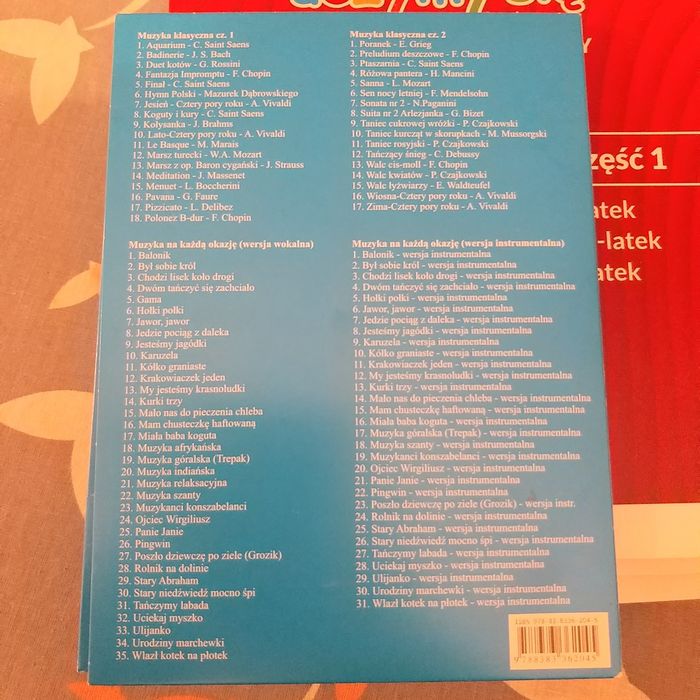 Muzyka klasyczna cz. 1
1. Aquarium - C. Saint Saens
2. Badinerie - J. S. Bach
3. Duet kotów - G. Rossini
4. Fantazja Impromptu - F. Chopin
5. Finał - C. Saint Saens
6. Hymn Polski - Mazurek Dąbrowskiego
7. Jesień - Cztery pory roku - A. Vivaldi
8. Koguty i kury - C. Saint Saens
9. Kołysanka - J. Brahms
10. Lato-Cztery pory roku - A. Vivaldi
11. Le Basque - M. Marais
12. Marsz turecki - W.A. Mozart
13. Marsz z op. Baron cygański - J. Strauss
14. Meditation - J. Massenet
15. Menuet - L. Boccherini
16. Pavana - G. Faure
17. Pizzicato - L. Delibez
18. Polonez B-dur - F. Chopin
Muzyka klasyczna cz. 2
1. Poranek - E. Grieg
2. Preludium deszczowe - F. Chopin
3. Ptaszarnia - C. Saint Saens
4. Różowa pantera - H. Mancini
5. Sanna - L. Mozart
6. Sen nocy letniej - F. Mendelsohn
7. Sonata nr 2 - N.Paganini
8. Suita nr 2 Arlezjanka - G. Bizet
9. Taniec cukrowej wróżki - P. Czajkowski
10. Taniec kurcząt w skorupkach - M. Mussorgski
11. Taniec rosyjski - P. Czajkowski
12. Tańczący śnieg - C. Debussy
13. Walc cis-moll - F. Chopin
14. Walc kwiatów - P. Czajkowski
15. Walc łyżwiarzy - E. Waldteufel
16. Wiosna-Cztery pory roku - A. Vivaldi
17. Zima-Cztery pory roku - A. Vivaldi
Muzyka na każdą okazję (wersja wokalna)
1. Balonik
2. Był sobie król
3. Chodzi lisek koło drogi
4. Dwóm tańczyć się zachciało
5. Gama
6. Hołki połki
7. Jawor, jawor
8. Jedzie pociąg z daleka
9. Jesteśmy jagódki
10. Karuzela
11. Kółko graniaste
12. Krakowiaczek jeden
13. My jesteśmy krasnoludki
14. Kurki trzy
15. Mało nas do pieczenia chleba
16. Mam chusteczkę haftowaną
17. Miała baba koguta
18. Muzyka afrykańska
19. Muzyka góralska (Trepak)
20. Muzyka indiańska
21. Muzyka relaksacyjna
22. Muzyka szanty
23. Muzykanci konszabelanci
24. Ojciec Wirgiliusz
25. Panie Janie
26. Pingwin
27. Poszło dziewczę po ziele (Grozik)
28. Rolnik na dolinie
29. Stary Abraham
30. Stary niedźwiedź mocno śpi
31. Tańczymy labada
32. Uciekaj myszko
33. Ulijanko
34. Urodziny marchewki
35. Wlazł kotek na płotek
Muzyka na każdą okazję (wersja instrumentalna)
1. Balonik - wersja instrumentalna
2. Był sobie król - wersja instrumentalna
3. Chodzi lisek koło drogi - wersja instrumentalna
4. Dwóm tańczyć się zachciało - wersja instrumentalna
5. Hołki połki - wersja instrumentalna
6. Jawor, jawor - wersja instrumentalna
7. Jedzie pociąg z daleka - wersja instrumentalna
8. Jesteśmy jagódki - wersja instrumentalna
9. Karuzela - wersja instrumentalna
10. Kółko graniaste - wersja instrumentalna
11. Krakowiaczek jeden - wersja instrumentalna
12. My jesteśmy krasnoludki - wersja instrumentalna
13. Kurki trzy - wersja instrumentalna
14. Mało nas do pieczenia chleba - wersja instrumentalna
15. Mam chusteczkę haftowaną - wersja instrumentalna
16. Miała baba koguta - wersja instrumentalna
17. Muzyka góralska (Trepak) - wersja instrumentalna
18. Muzyka szanty - wersja instrumentalna
19. Muzykanci konszabelanci - wersja instrumentalna
20. Ojciec Wirgiliusz - wersja instrumentalna
21. Panie Janie - wersja instrumentalna
22. Pingwin - wersja instrumentalna
23. Poszło dziewczę po ziele (Grozik) - wersja instr.
24. Rolnik na dolinie - wersja instrumentalna
25. Stary Abraham - wersja instrumentalna
26. Stary niedźwiedź mocno śpi - wersja instrumentalna
27. Tańczymy labada - wersja instrumentalna
28. Uciekaj myszko - wersja instrumentalna
29. Ulijanko - wersja instrumentalna
30. Urodziny marchewki - wersja instrumentalna
31. Wlazł kotek na płotek - wersja instrumentalna
ISBN 978-83-8336-294-5
9 788383 362945
Y
zęść 1
latek
-latek
latek